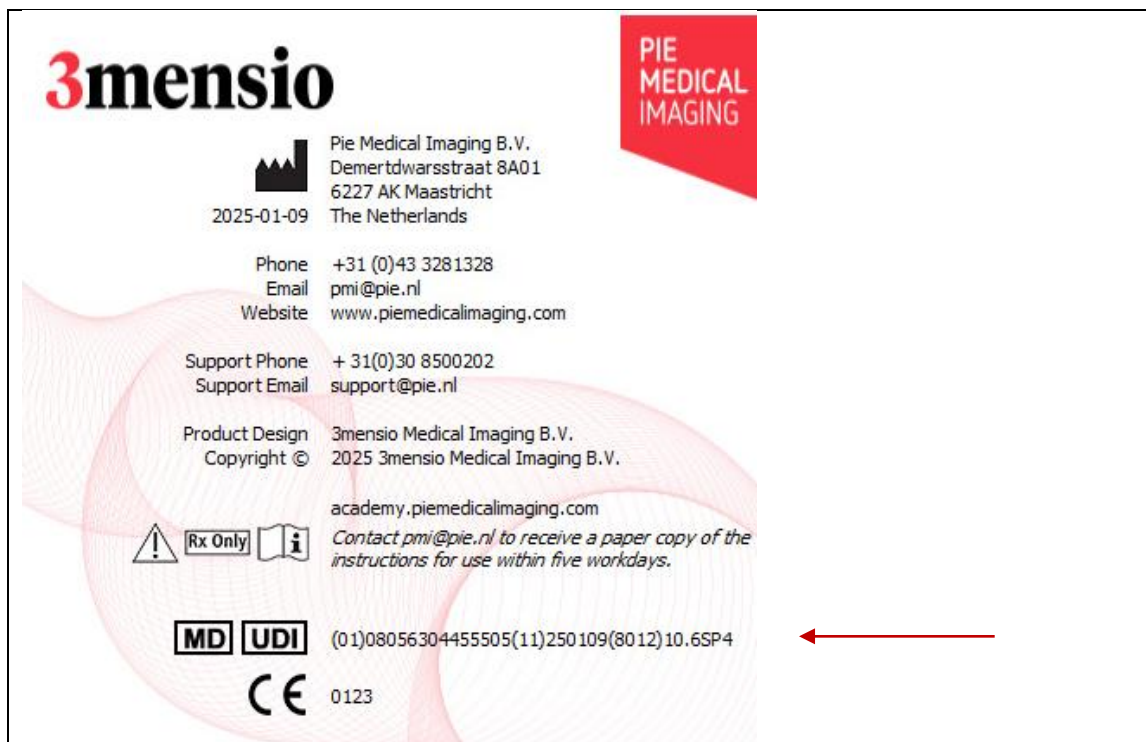 3mensio
PIE
MEDICAL
IMAGING
Pie Medical Imaging B.V.
Demertdwarsstraat 8A01
6227 AK Maastricht
2025-01-09 The Netherlands
Phone +31 (0)43 3281328
Email pmi@pie.nl
Website www.piemedicalimaging.com
Support Phone + 31(0)30 8500202
Support Email support@pie.nl
Product Design 3mensio Medical Imaging B.V.
Copyright © 2025 3mensio Medical Imaging B.V.
academy.piemedicalimaging.com
Rx Only i Contact pmi@pie.nl to receive a paper copy of the
instructions for use within five workdays.
MD UDI (01)08056304455505(11)250109(8012)10.6SP4
CE 0123